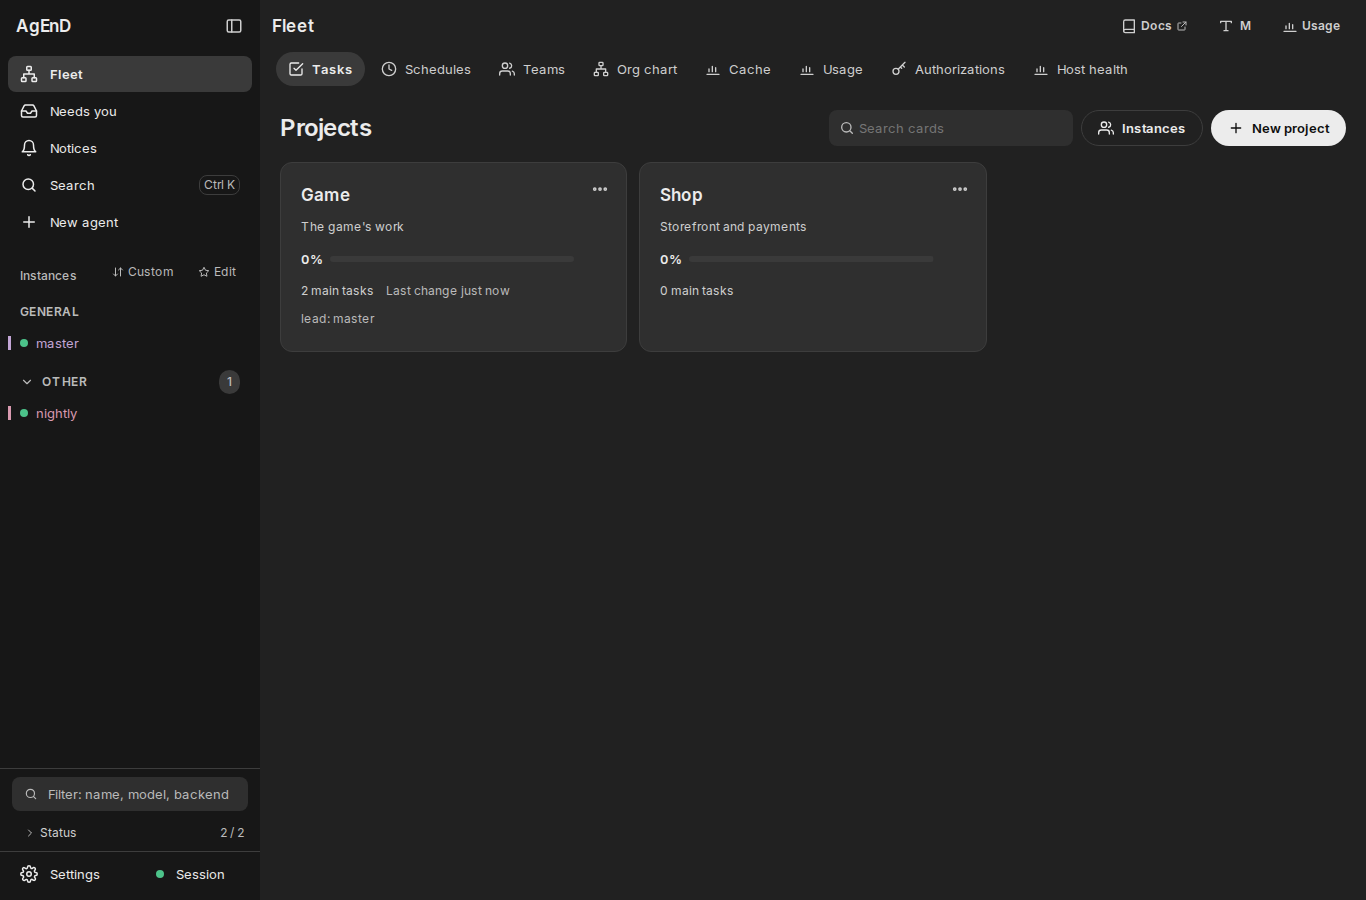 AgEnD
Fleet
Needs you
Notices
Search Ctrl K
New agent
Instances Custom Edit
GENERAL
master
OTHER 1
nightly
Filter: name, model, backend
Status 2 / 2
Settings Session
Fleet
Docs M Usage
Tasks Schedules Teams Org chart Cache Usage Authorizations Host health
Projects
Search cards Instances New project
Game
The game's work
0%
2 main tasks Last change just now
lead: master
Shop
Storefront and payments
0%
0 main tasks